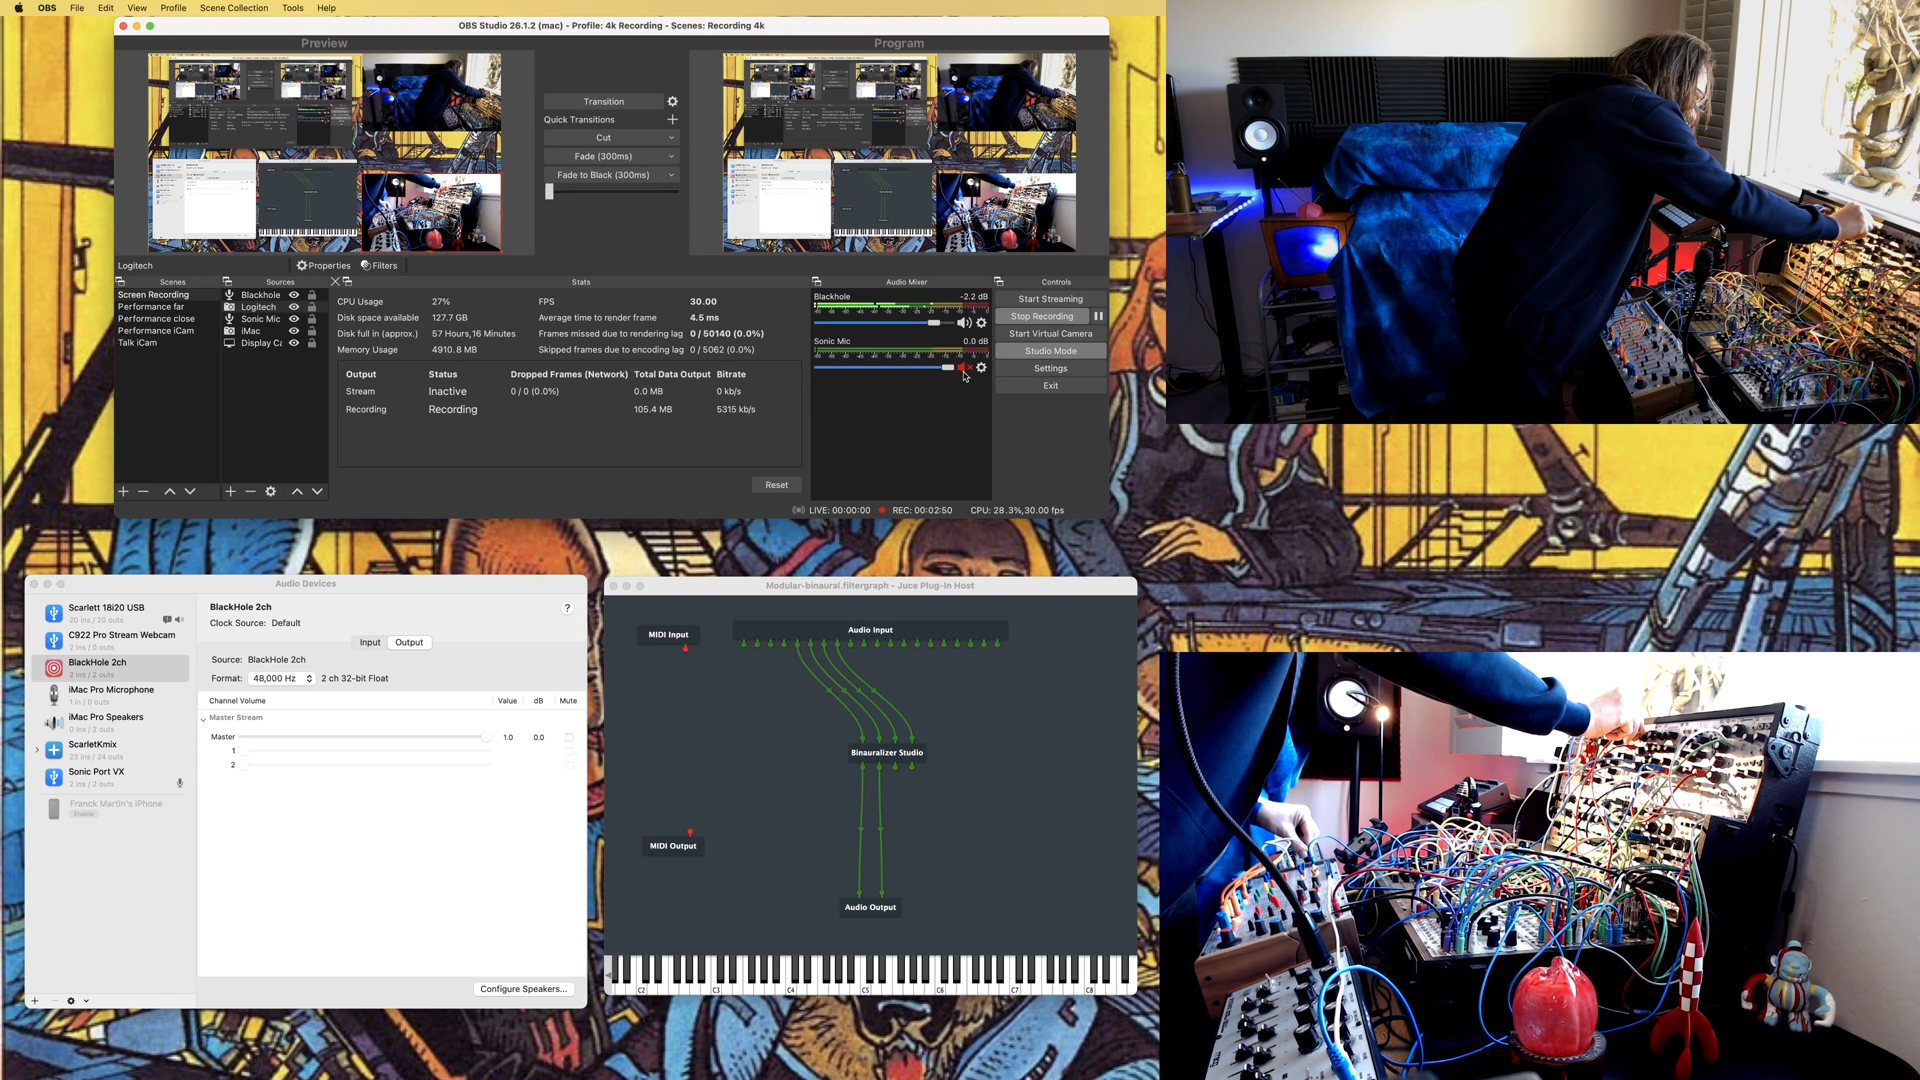 OBS File Edit View Profile Scene Collection Tools Help
OBS Studio 26.1.2 (mac) - Profile: 4k Recording - Scenes: Recording 4k
Preview
Program
Transition
Quick Transitions
Cut
Fade (300ms)
Fade to Black (300ms)
Logitech
Properties
Filters
Scenes
Screen Recording
Performance far
Performance close
Performance iCam
Talk iCam
Sources
Blackhole
Logitech
Sonic Mic
iMac
Display Ca
Stats
CPU Usage 27% FPS 30.00
Disk space available 127.7 GB Average time to render frame 4.5 ms
Disk full in (approx.) 57 Hours,16 Minutes Frames missed due to rendering lag 0 / 50140 (0.0%)
Memory Usage 4910.8 MB Skipped frames due to encoding lag 0 / 5062 (0.0%)
Output Status Dropped Frames (Network) Total Data Output Bitrate
Stream Inactive 0 / 0 (0.0%) 0.0 MB 0 kb/s
Recording Recording 105.4 MB 5315 kb/s
Reset
Audio Mixer
Blackhole -2.2 dB
Sonic Mic 0.0 dB
Controls
Start Streaming
Stop Recording
Start Virtual Camera
Studio Mode
Settings
Exit
LIVE: 00:00:00 REC: 00:02:50 CPU: 28.3%,30.00 fps
Audio Devices
Scarlett 18i20 USB
20 ins / 20 outs
C922 Pro Stream Webcam
2 ins / 0 outs
BlackHole 2ch
2 ins / 2 outs
iMac Pro Microphone
1 in / 0 outs
iMac Pro Speakers
0 ins / 2 outs
ScarletKmix
23 ins / 24 outs
Sonic Port VX
2 ins / 2 outs
Franck Martin's iPhone
Enable
BlackHole 2ch
?
Clock Source: Default
Input Output
Source: BlackHole 2ch
Format: 48,000 Hz 2 ch 32-bit Float
Channel Volume Value dB Mute
Master Stream
Master 1.0 0.0
1
2
Configure Speakers...
Modular-binaural.filtergraph - Juce Plug-In Host
MIDI Input
Audio Input
Binauralizer Studio
MIDI Output
Audio Output
C2 C3 C4 C5 C6 C7 C8